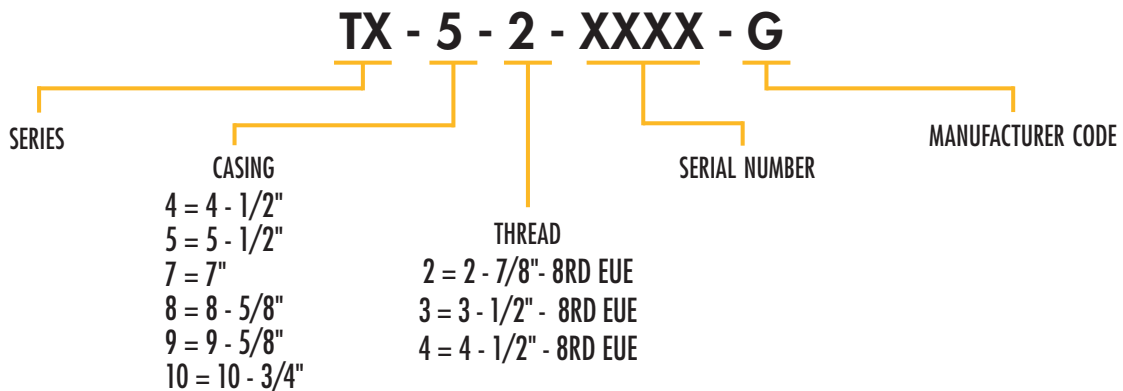 TX - 5 - 2 - XXXX - G
SERIES
CASING
4 = 4 - 1/2"
5 = 5 - 1/2"
7 = 7"
8 = 8 - 5/8"
9 = 9 - 5/8"
10 = 10 - 3/4"
THREAD
2 = 2 - 7/8"- 8RD EUE
3 = 3 - 1/2" - 8RD EUE
4 = 4 - 1/2" - 8RD EUE
SERIAL NUMBER
MANUFACTURER CODE